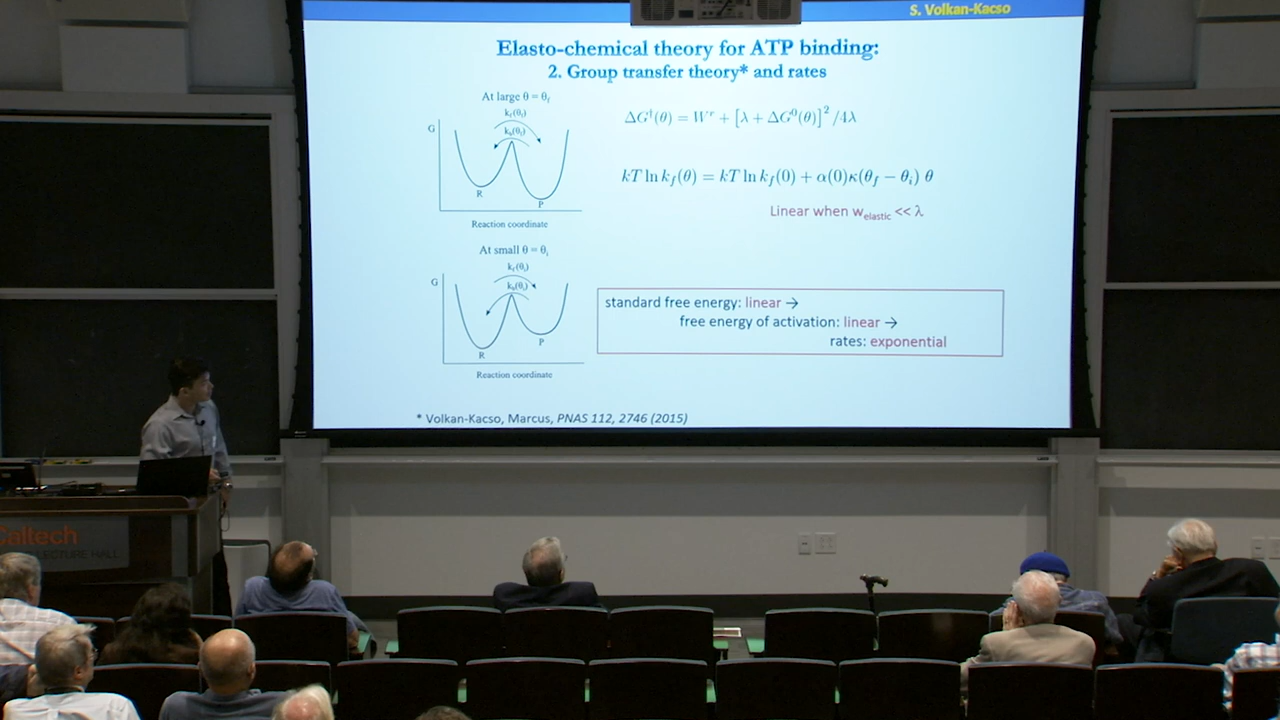 S. Volkan-Kacso
Elasto-chemical theory for ATP binding:
2. Group transfer theory* and rates
At large θ = θf
kf(θf)
kb(θf)
G
R
P
Reaction coordinate
ΔG†(θ) = Wʳ + [λ + ΔG⁰(θ)]² /4λ
kT ln kf(θ) = kT ln kf(0) + α(0)κ(θf − θi) θ
Linear when welastic << λ
At small θ = θi
kf(θi)
kb(θi)
G
R
P
Reaction coordinate
standard free energy: linear →
free energy of activation: linear →
rates: exponential
* Volkan-Kacso, Marcus, PNAS 112, 2746 (2015)
Caltech
LECTURE HALL